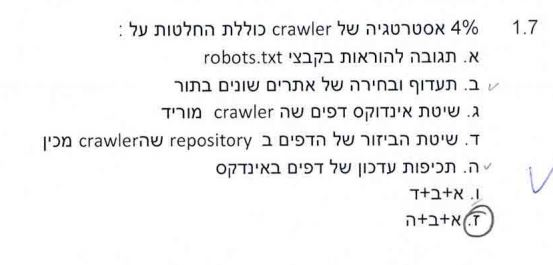 1.7 4% אסטרטגיה של crawler כוללת החלטות על :
א. תגובה להוראות בקבצי robots.txt
ב. תעדוף ובחירה של אתרים שונים בתור
ג. שיטת אינדוקס דפים שה crawler מוריד
ד. שיטת הביזור של הדפים ב repository שהcrawler מכין
ה. תכיפות עדכון של דפים באינדקס
ו. א+ב+ד
ז. א+ב+ה